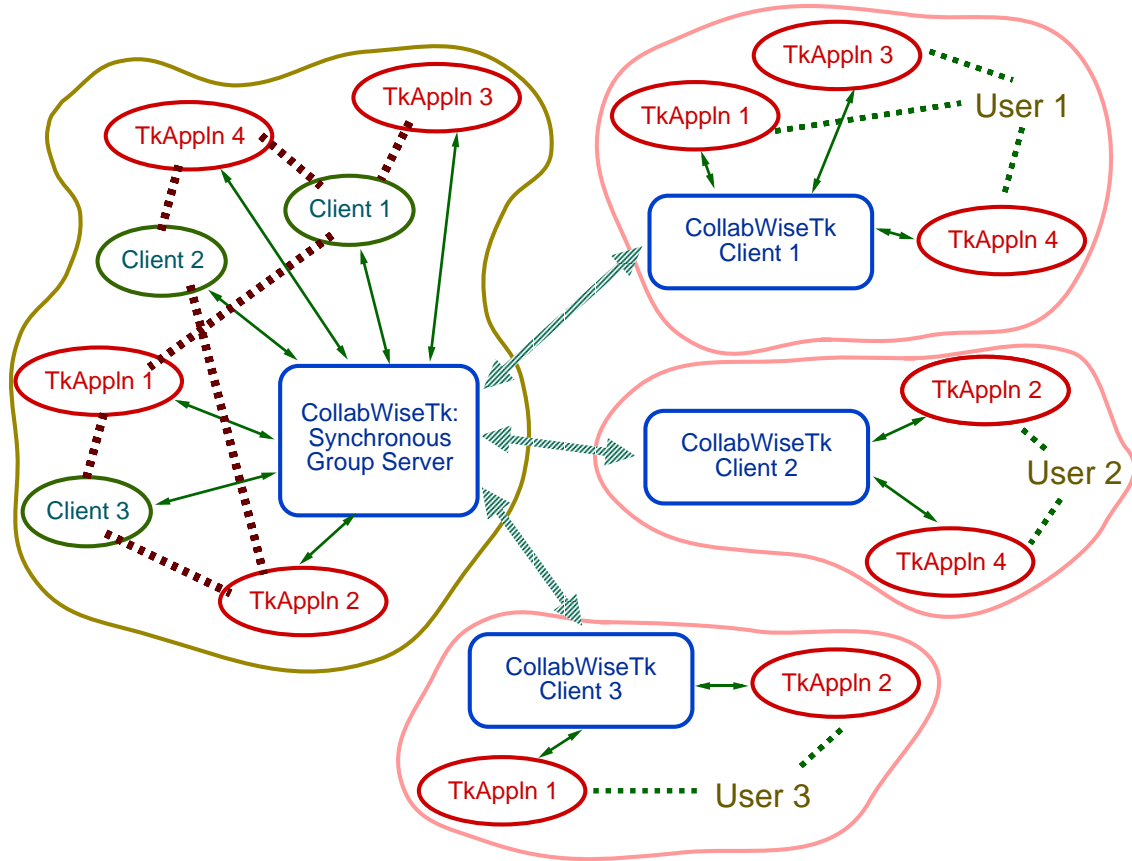 TkAppln 3
TkAppln 4
Client 1
Client 2
TkAppln 1
CollabWiseTk:
Synchronous
Group Server
Client 3
TkAppln 2
TkAppln 3
TkAppln 1
User 1
CollabWiseTk
Client 1
TkAppln 4
TkAppln 2
CollabWiseTk
Client 2
User 2
TkAppln 4
CollabWiseTk
Client 3
TkAppln 2
TkAppln 1
User 3